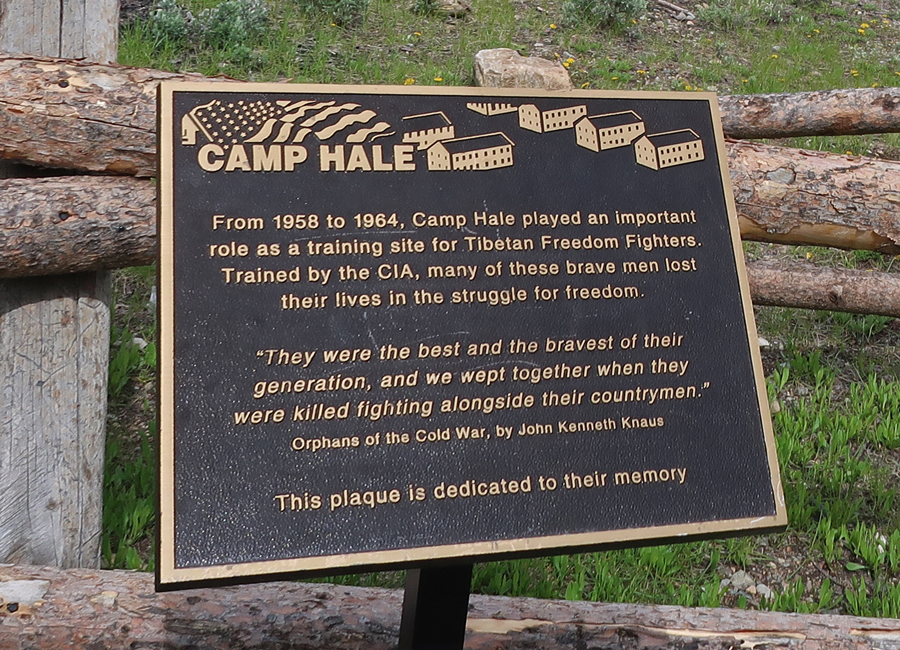 CAMP HALE
From 1958 to 1964, Camp Hale played an important
role as a training site for Tibetan Freedom Fighters.
Trained by the CIA, many of these brave men lost
their lives in the struggle for freedom.
“They were the best and the bravest of their
generation, and we wept together when they
were killed fighting alongside their countrymen.”
Orphans of the Cold War, by John Kenneth Knaus
This plaque is dedicated to their memory